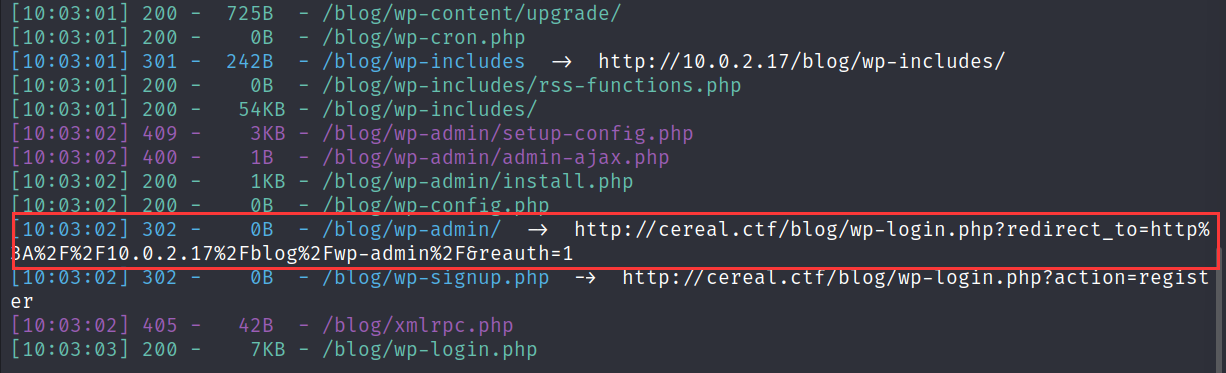 [10:03:01] 200 -  725B  - /blog/wp-content/upgrade/
[10:03:01] 200 -    0B  - /blog/wp-cron.php
[10:03:01] 301 -  242B  - /blog/wp-includes  ->  http://10.0.2.17/blog/wp-includes/
[10:03:01] 200 -    0B  - /blog/wp-includes/rss-functions.php
[10:03:01] 200 -   54KB - /blog/wp-includes/
[10:03:02] 409 -    3KB - /blog/wp-admin/setup-config.php
[10:03:02] 400 -    1B  - /blog/wp-admin/admin-ajax.php
[10:03:02] 200 -    1KB - /blog/wp-admin/install.php
[10:03:02] 200 -    0B  - /blog/wp-config.php
[10:03:02] 302 -    0B  - /blog/wp-admin/  ->  http://cereal.ctf/blog/wp-login.php?redirect_to=http%
3A%2F%2F10.0.2.17%2Fblog%2Fwp-admin%2F&reauth=1
[10:03:02] 302 -    0B  - /blog/wp-signup.php  ->  http://cereal.ctf/blog/wp-login.php?action=regist
er
[10:03:02] 405 -   42B  - /blog/xmlrpc.php
[10:03:03] 200 -    7KB - /blog/wp-login.php